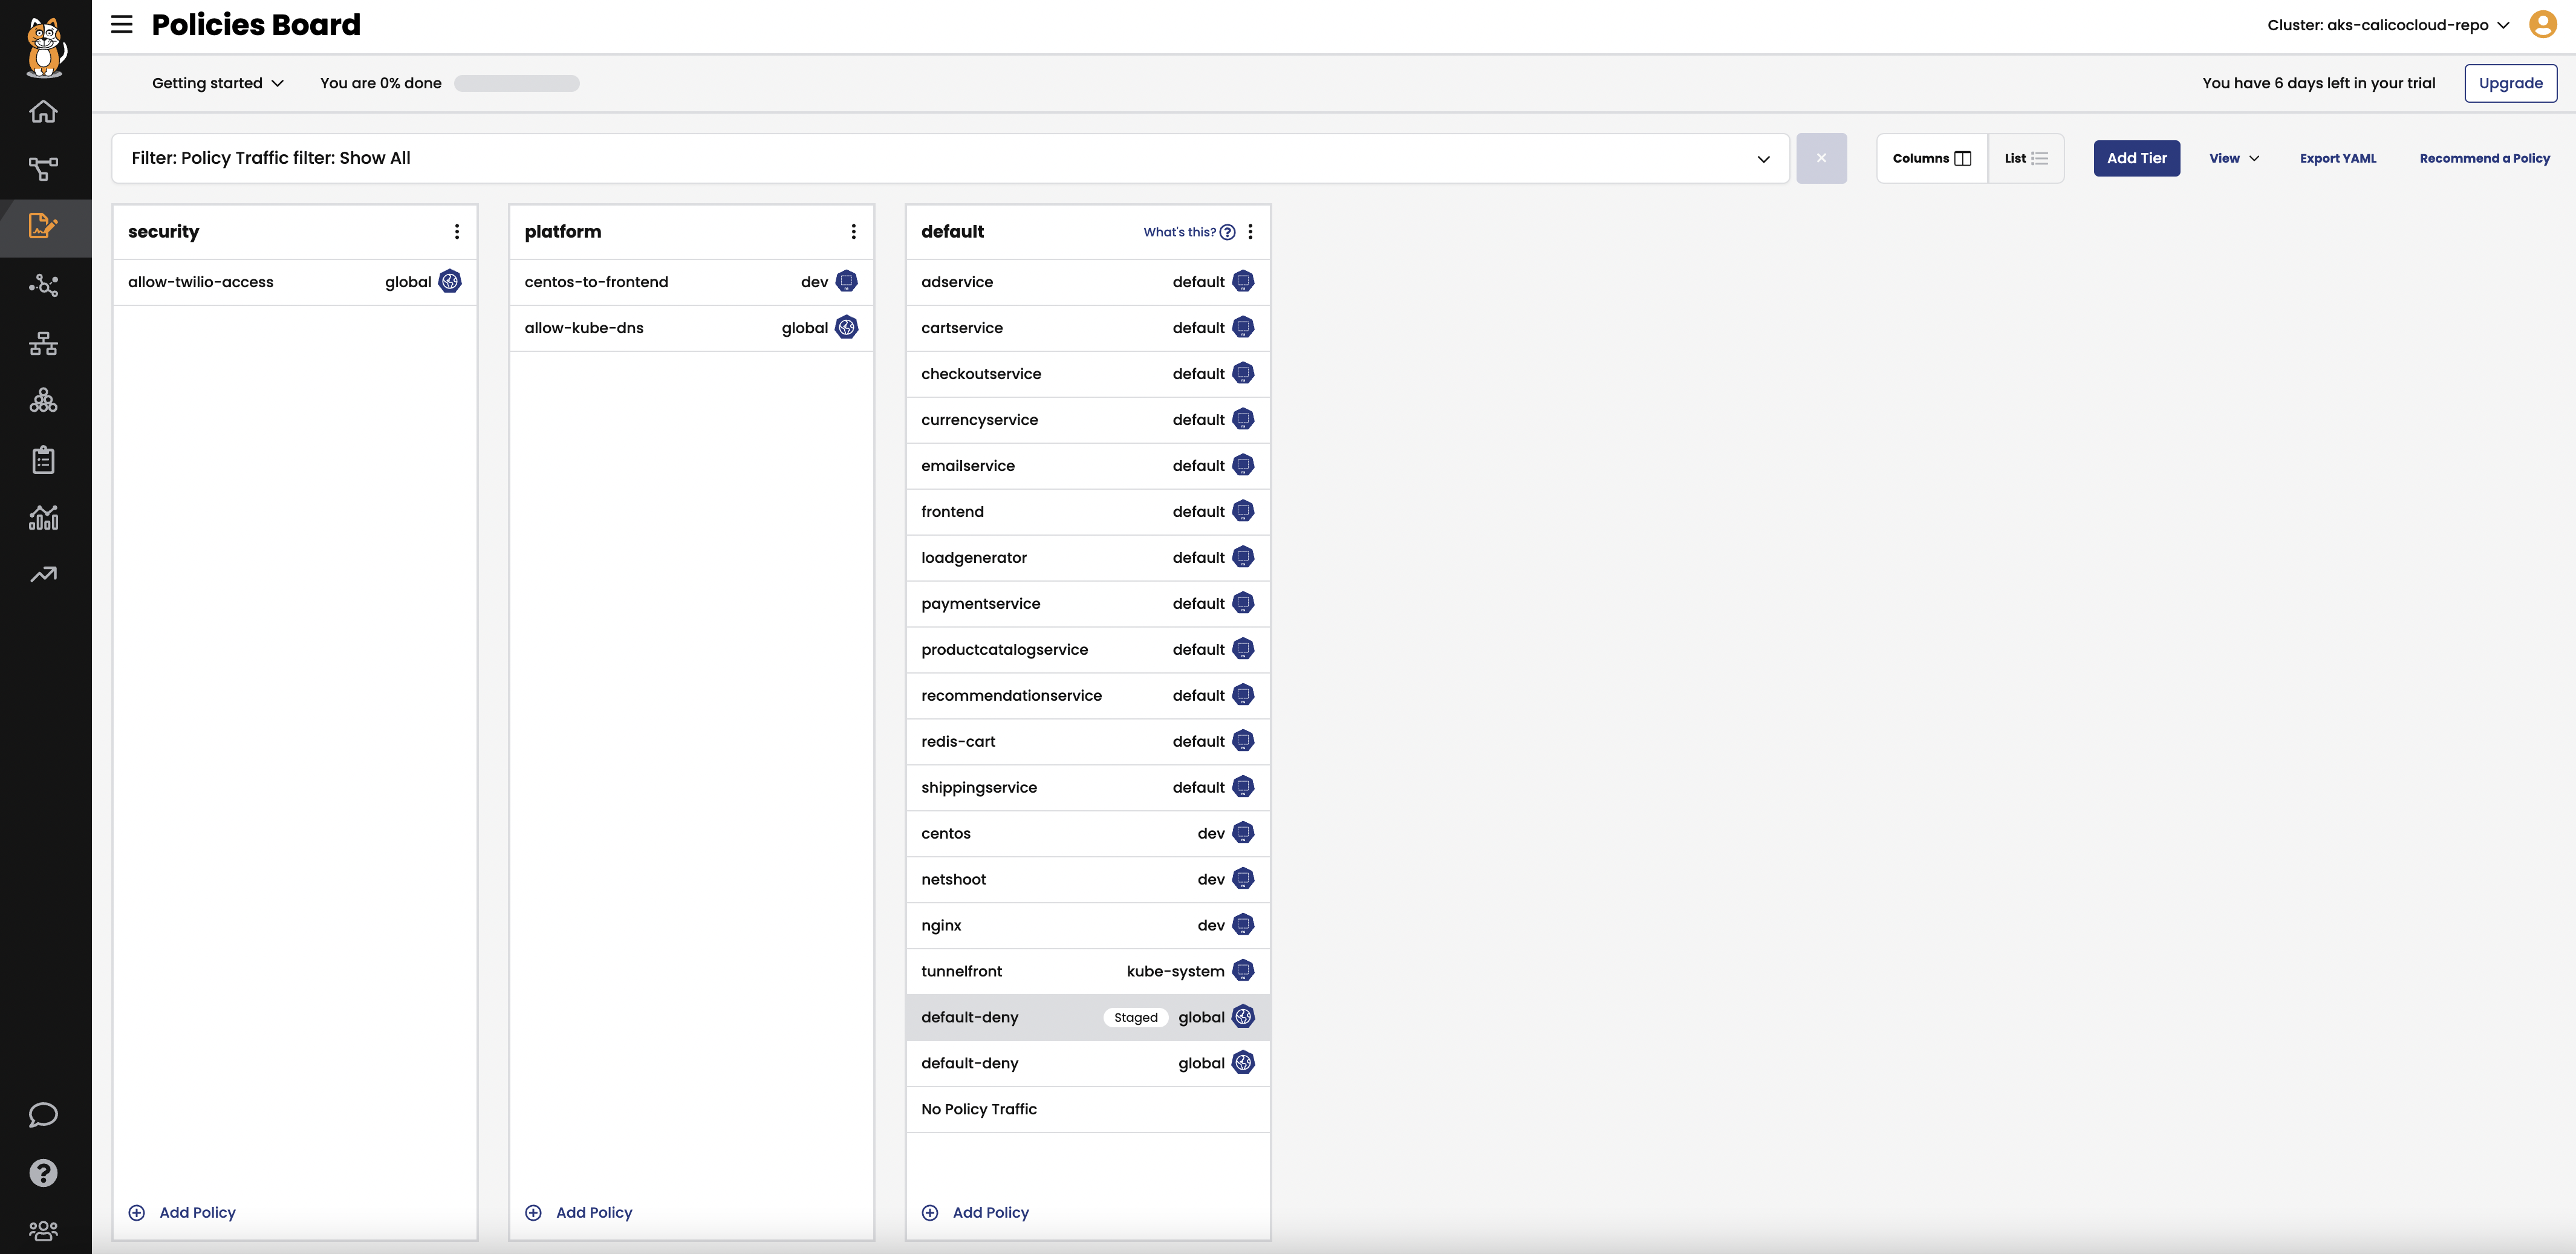 Policies Board
Cluster: aks-calicocloud-repo
Getting started
You are 0% done
You have 6 days left in your trial
Upgrade
Filter: Policy Traffic filter: Show All
Columns
List
Add Tier
View
Export YAML
Recommend a Policy
security
allow-twilio-access global
Add Policy
platform
centos-to-frontend dev
allow-kube-dns global
Add Policy
default What's this?
adservice default
cartservice default
checkoutservice default
currencyservice default
emailservice default
frontend default
loadgenerator default
paymentservice default
productcatalogservice default
recommendationservice default
redis-cart default
shippingservice default
centos dev
netshoot dev
nginx dev
tunnelfront kube-system
default-deny Staged global
default-deny global
No Policy Traffic
Add Policy